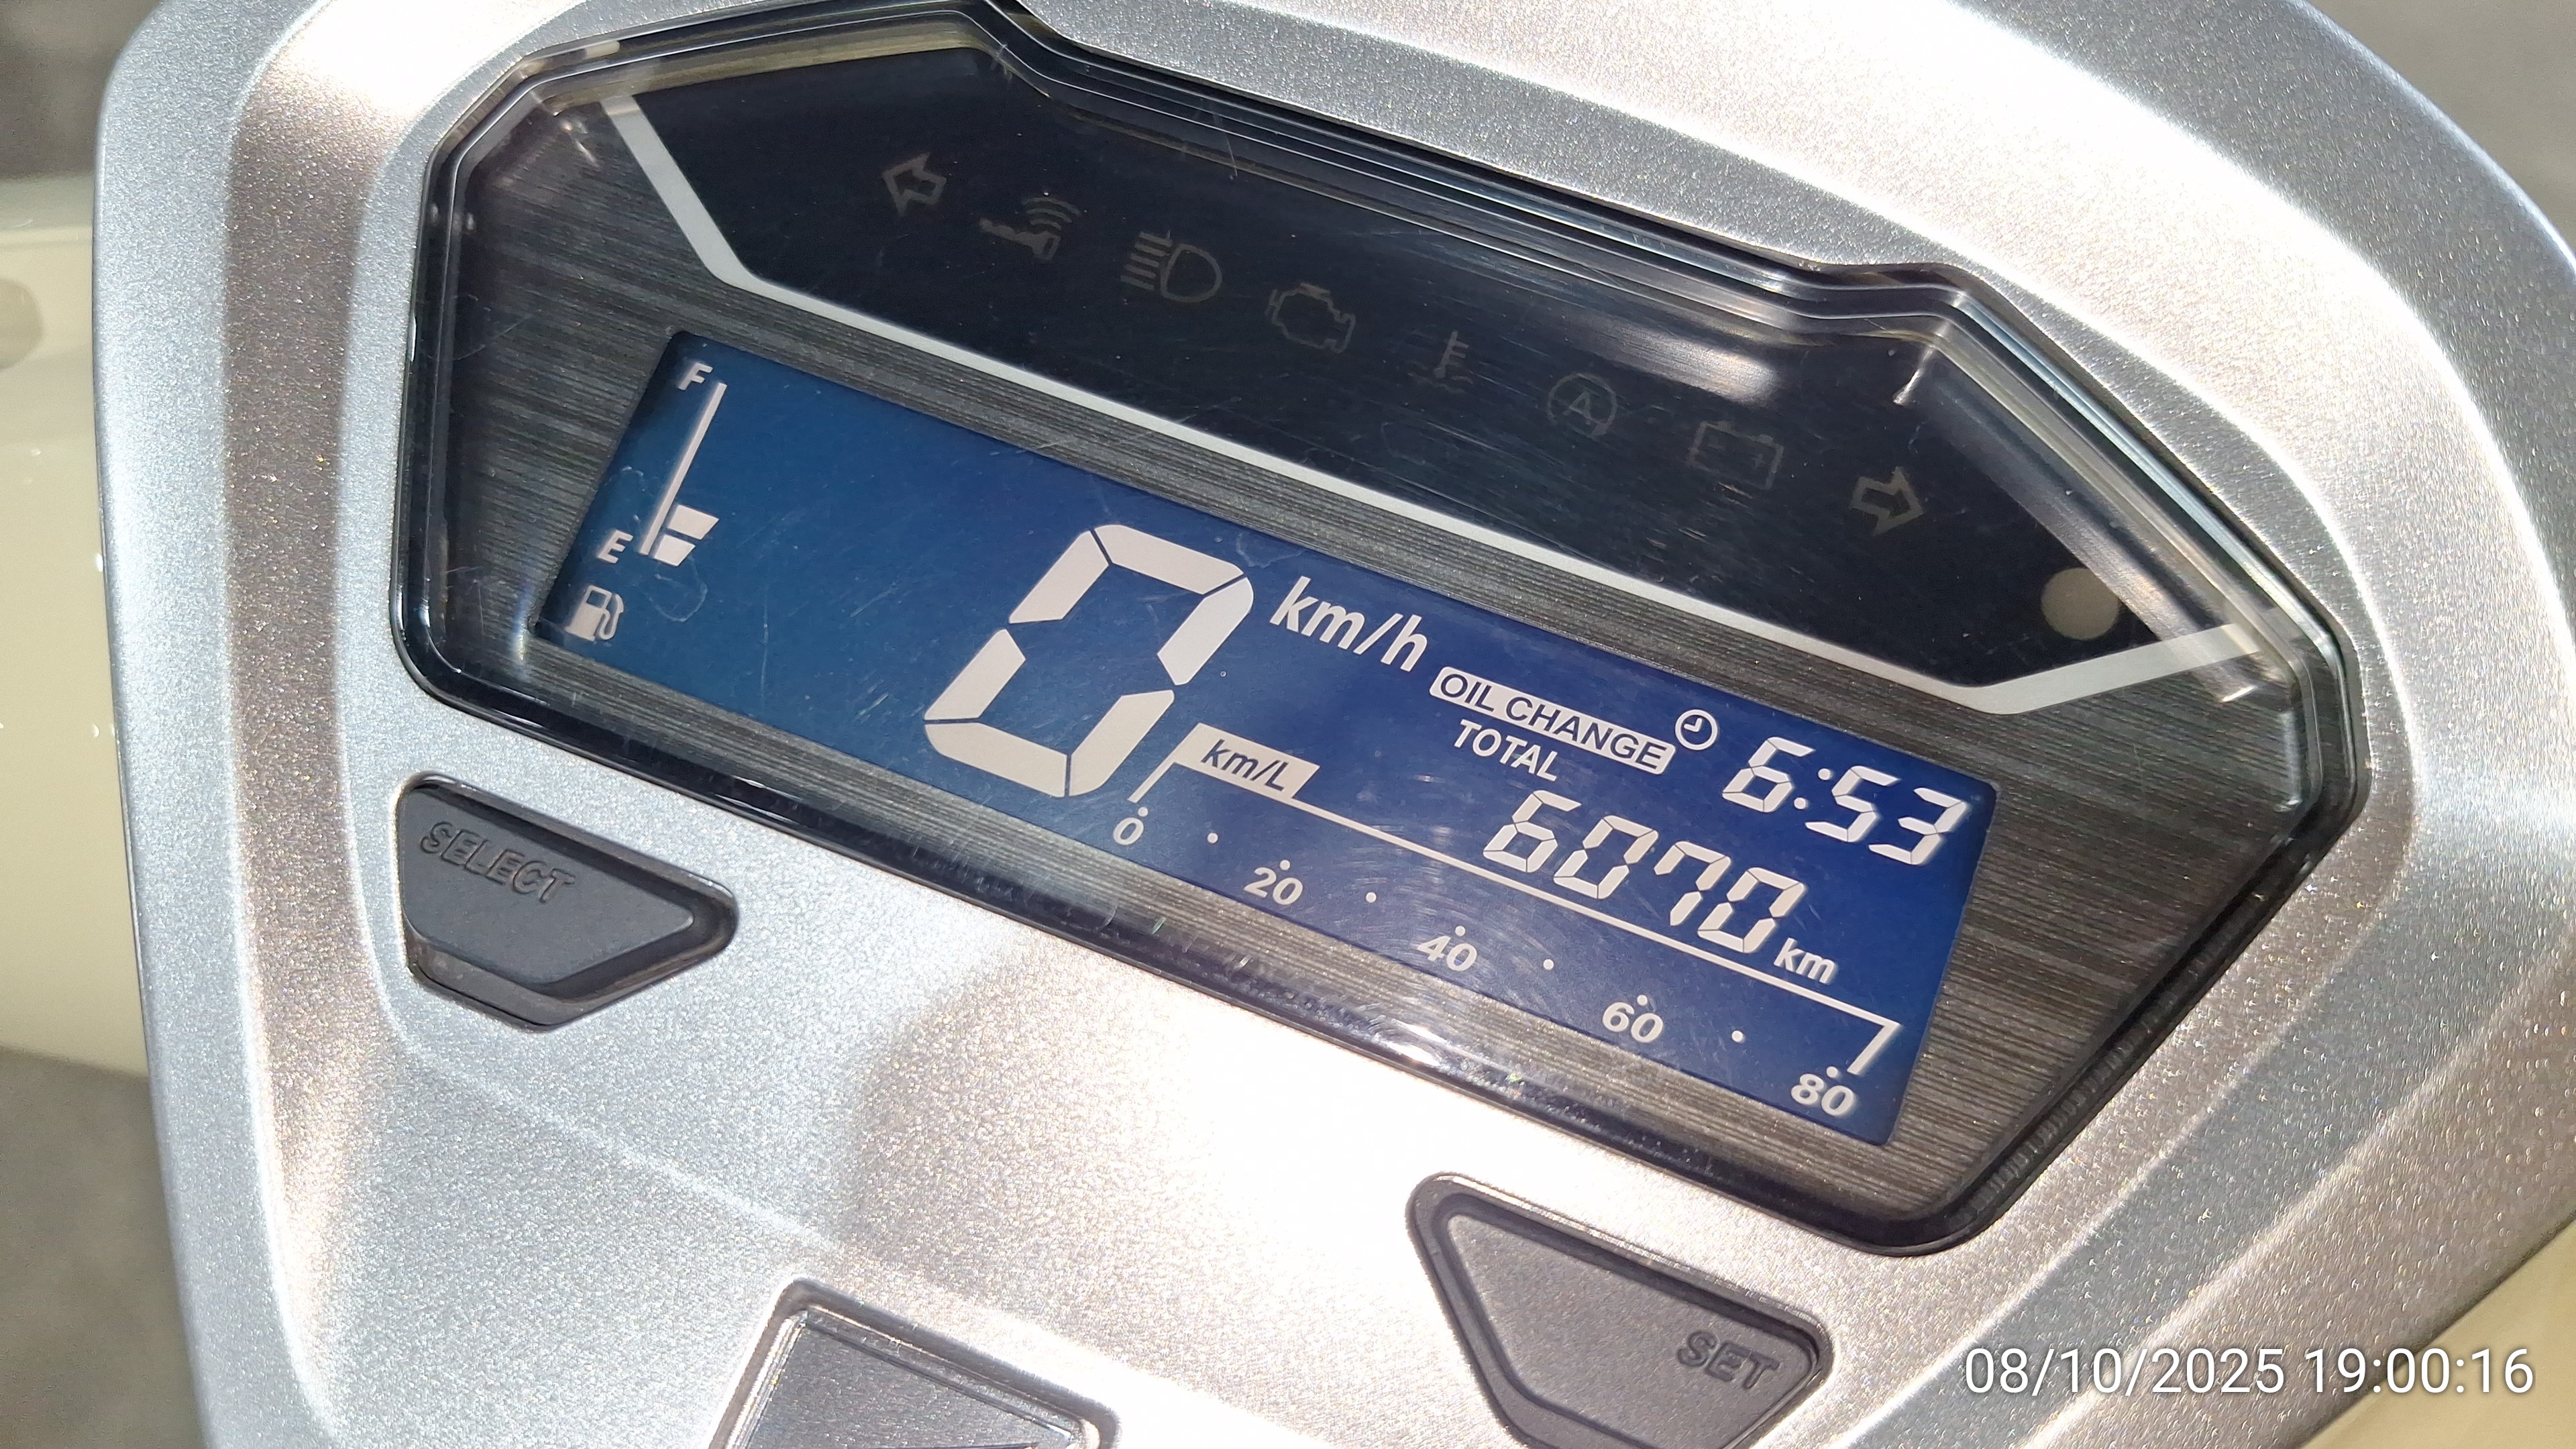 F
E
0 km/h
OIL CHANGE
6:53
TOTAL
6070 km
km/L
0 20 40 60 80
SELECT
SET
A
08/10/2025 19:00:16